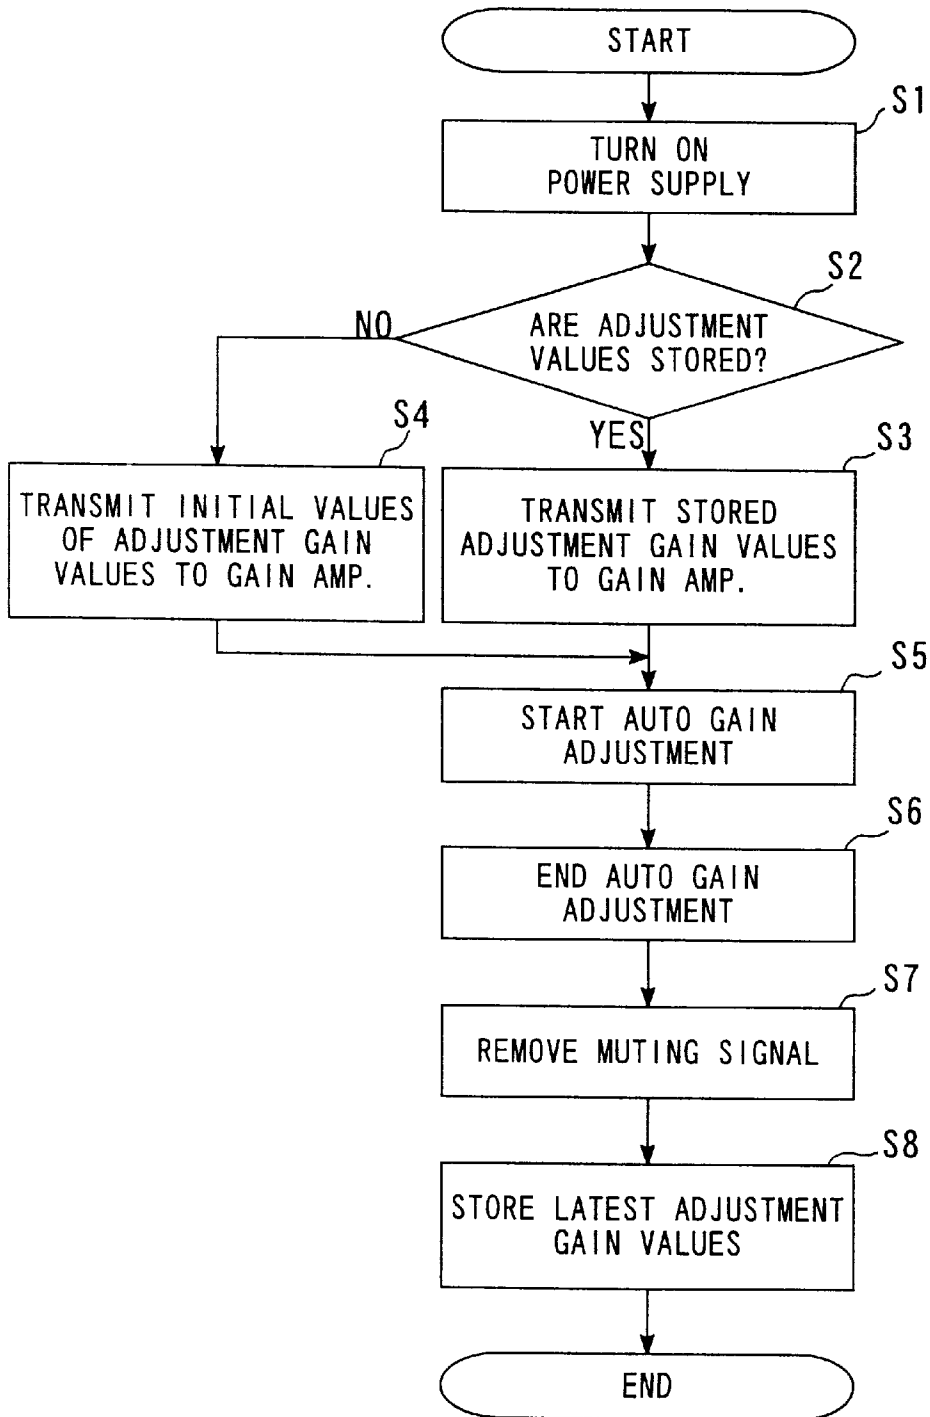 START
S1
TURN ON
POWER SUPPLY
S2
ARE ADJUSTMENT
VALUES STORED?
NO
YES
S4
TRANSMIT INITIAL VALUES
OF ADJUSTMENT GAIN
VALUES TO GAIN AMP.
S3
TRANSMIT STORED
ADJUSTMENT GAIN VALUES
TO GAIN AMP.
S5
START AUTO GAIN
ADJUSTMENT
S6
END AUTO GAIN
ADJUSTMENT
S7
REMOVE MUTING SIGNAL
S8
STORE LATEST ADJUSTMENT
GAIN VALUES
END